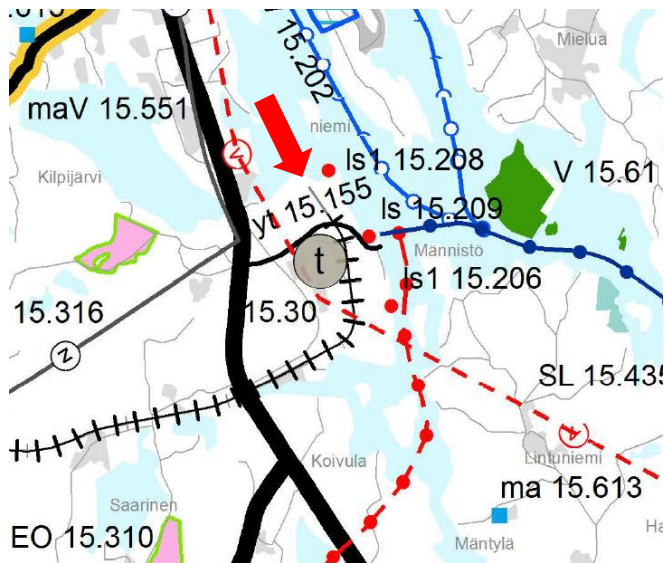 Mielua
15.202
maV 15.551
niemi
ls1 15.208
V 15.61
Kilpijärvi
yt 15.155
ls 15.209
Männistö
t
ls1 15.206
15.316
15.30
Z
SL 15.435
Lintuniemi
Koivula
ma 15.613
Saarinen
EO 15.310
Mäntylä
Ha